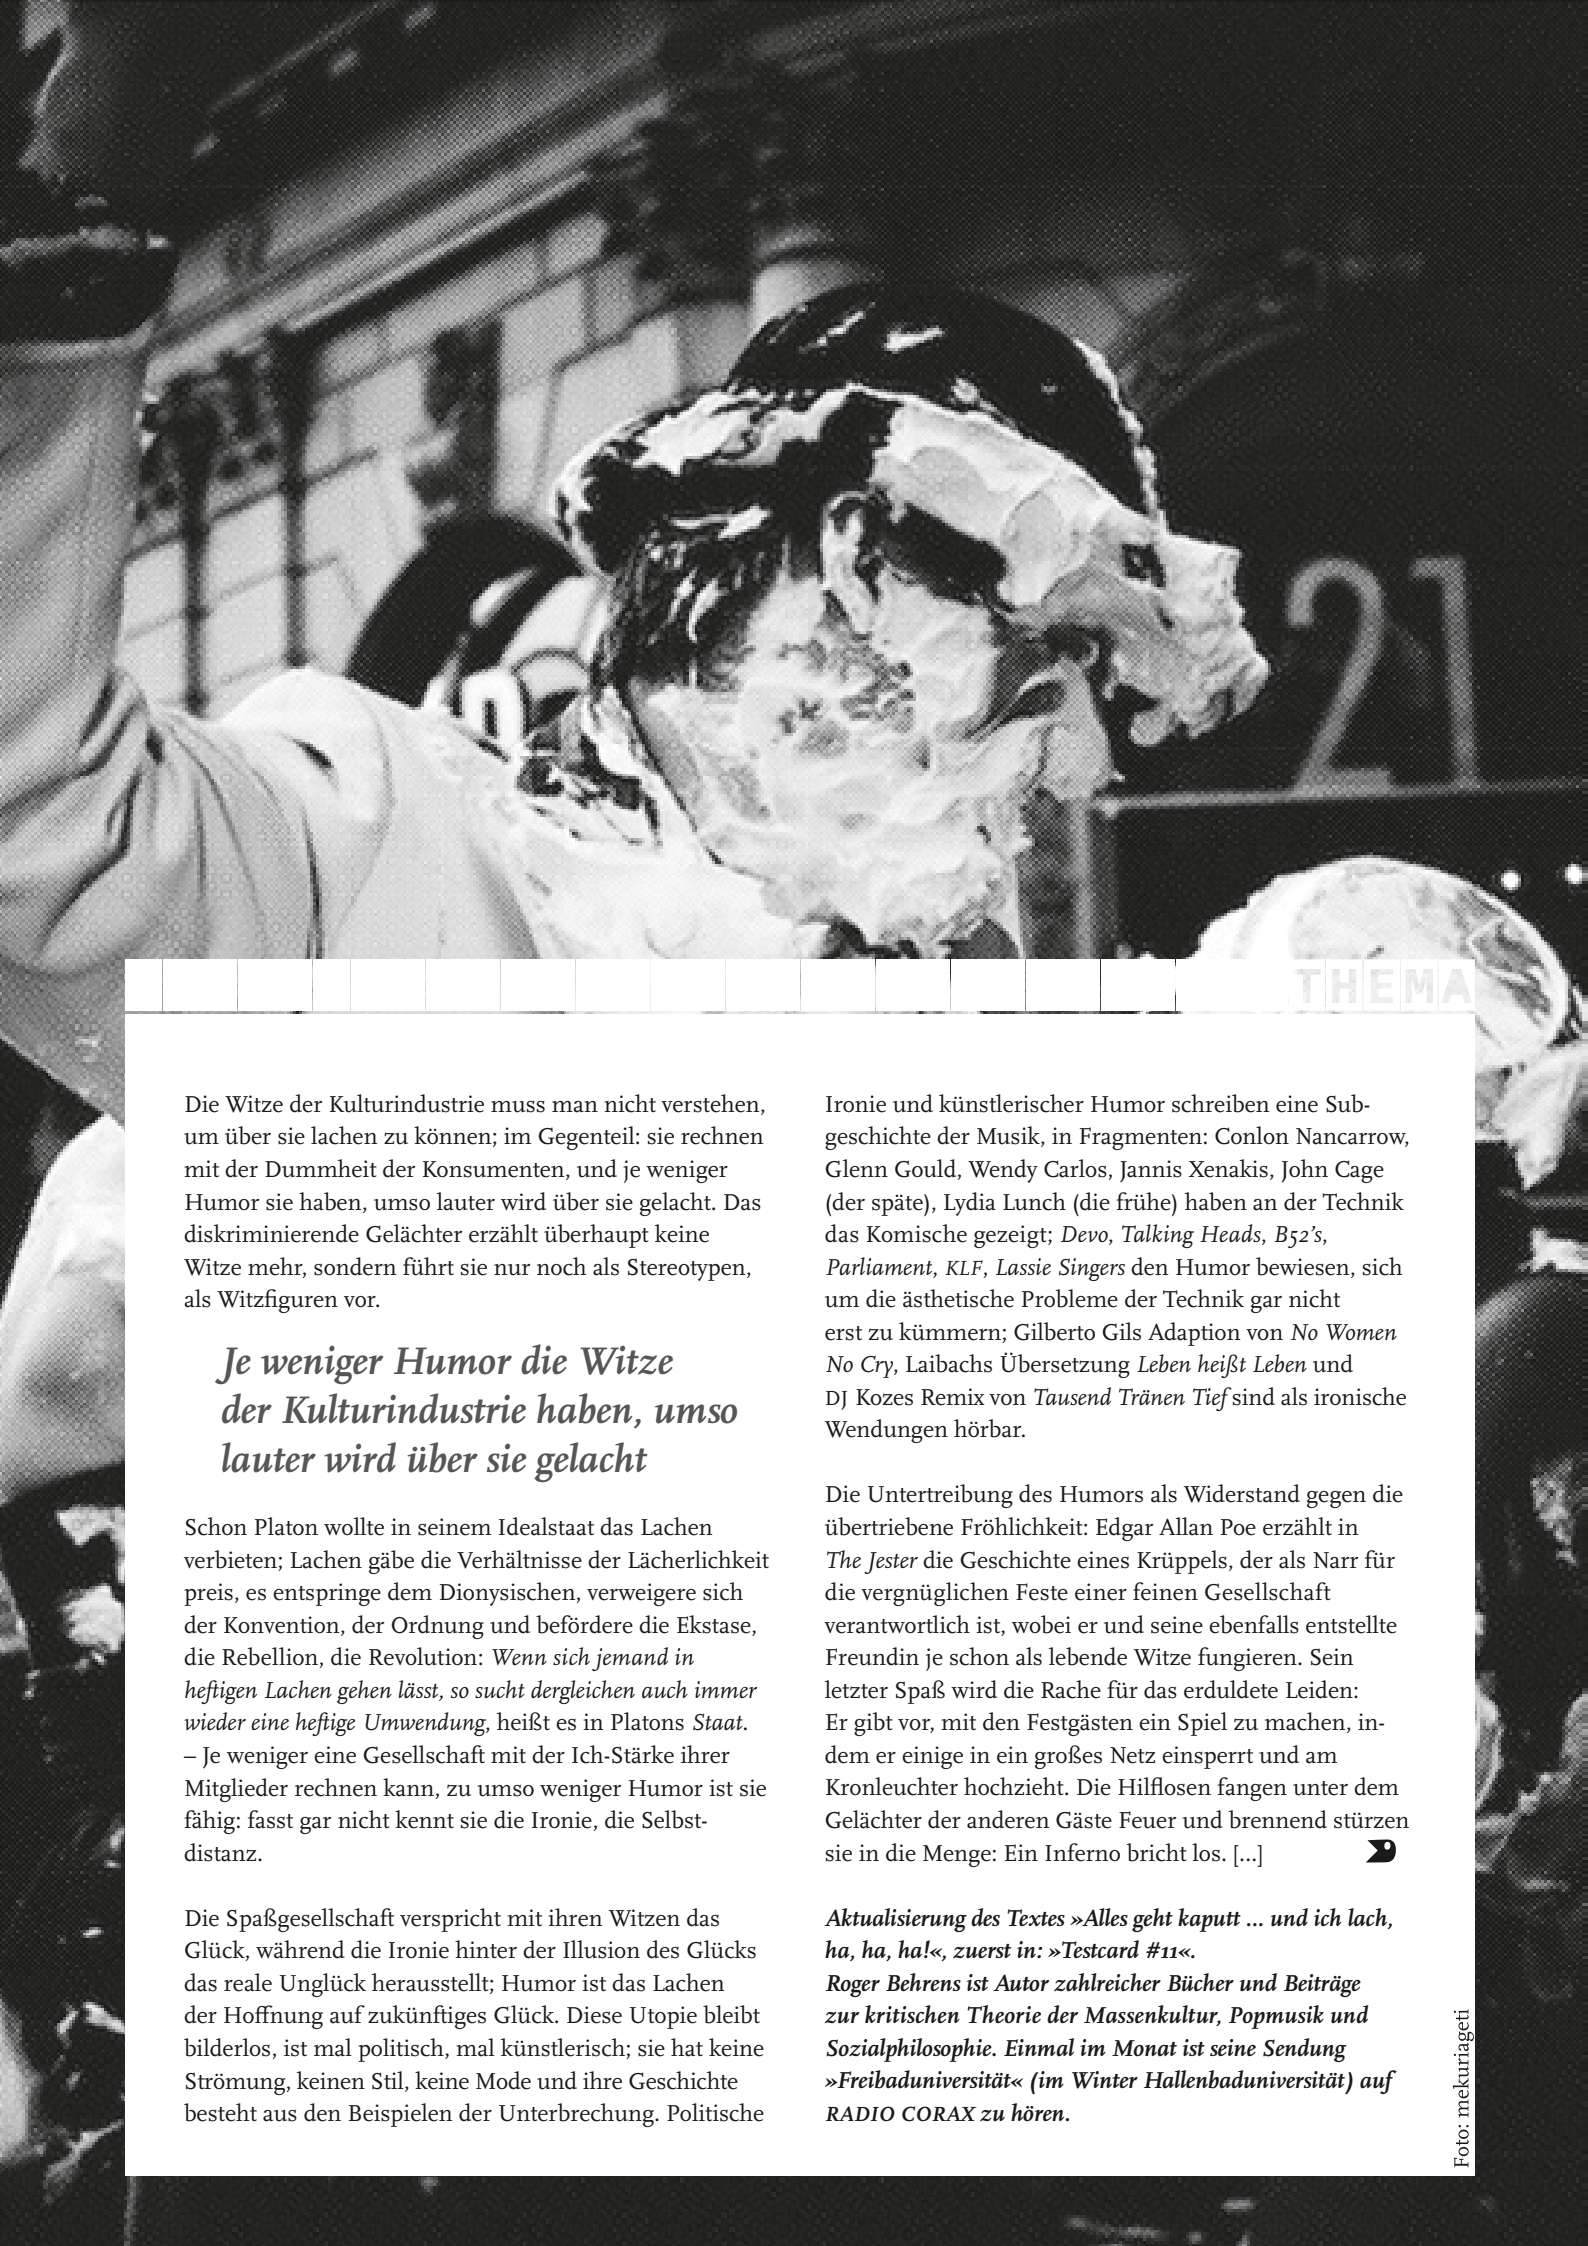 21
THEMA
Die Witze der Kulturindustrie muss man nicht verstehen,
um über sie lachen zu können; im Gegenteil: sie rechnen
mit der Dummheit der Konsumenten, und je weniger
Humor sie haben, umso lauter wird über sie gelacht. Das
diskriminierende Gelächter erzählt überhaupt keine
Witze mehr, sondern führt sie nur noch als Stereotypen,
als Witzfiguren vor.
Je weniger Humor die Witze
der Kulturindustrie haben, umso
lauter wird über sie gelacht
Schon Platon wollte in seinem Idealstaat das Lachen
verbieten; Lachen gäbe die Verhältnisse der Lächerlichkeit
preis, es entspringe dem Dionysischen, verweigere sich
der Konvention, der Ordnung und befördere die Ekstase,
die Rebellion, die Revolution: Wenn sich jemand in
heftigen Lachen gehen lässt, so sucht dergleichen auch immer
wieder eine heftige Umwendung, heißt es in Platons Staat.
– Je weniger eine Gesellschaft mit der Ich-Stärke ihrer
Mitglieder rechnen kann, zu umso weniger Humor ist sie
fähig: fasst gar nicht kennt sie die Ironie, die Selbst-
distanz.
Die Spaßgesellschaft verspricht mit ihren Witzen das
Glück, während die Ironie hinter der Illusion des Glücks
das reale Unglück herausstellt; Humor ist das Lachen
der Hoffnung auf zukünftiges Glück. Diese Utopie bleibt
bilderlos, ist mal politisch, mal künstlerisch; sie hat keine
Strömung, keinen Stil, keine Mode und ihre Geschichte
besteht aus den Beispielen der Unterbrechung. Politische
Ironie und künstlerischer Humor schreiben eine Sub-
geschichte der Musik, in Fragmenten: Conlon Nancarrow,
Glenn Gould, Wendy Carlos, Jannis Xenakis, John Cage
(der späte), Lydia Lunch (die frühe) haben an der Technik
das Komische gezeigt; Devo, Talking Heads, B52’s,
Parliament, KLF, Lassie Singers den Humor bewiesen, sich
um die ästhetische Probleme der Technik gar nicht
erst zu kümmern; Gilberto Gils Adaption von No Women
No Cry, Laibachs Übersetzung Leben heißt Leben und
DJ Kozes Remix von Tausend Tränen Tief sind als ironische
Wendungen hörbar.
Die Untertreibung des Humors als Widerstand gegen die
übertriebene Fröhlichkeit: Edgar Allan Poe erzählt in
The Jester die Geschichte eines Krüppels, der als Narr für
die vergnüglichen Feste einer feinen Gesellschaft
verantwortlich ist, wobei er und seine ebenfalls entstellte
Freundin je schon als lebende Witze fungieren. Sein
letzter Spaß wird die Rache für das erduldete Leiden:
Er gibt vor, mit den Festgästen ein Spiel zu machen, in-
dem er einige in ein großes Netz einsperrt und am
Kronleuchter hochzieht. Die Hilflosen fangen unter dem
Gelächter der anderen Gäste Feuer und brennend stürzen
sie in die Menge: Ein Inferno bricht los. [...]
Aktualisierung des Textes »Alles geht kaputt ... und ich lach,
ha, ha, ha!«, zuerst in: »Testcard #11«.
Roger Behrens ist Autor zahlreicher Bücher und Beiträge
zur kritischen Theorie der Massenkultur, Popmusik und
Sozialphilosophie. Einmal im Monat ist seine Sendung
»Freibaduniversität« (im Winter Hallenbaduniversität) auf
RADIO CORAX zu hören.
Foto: mekuriageti